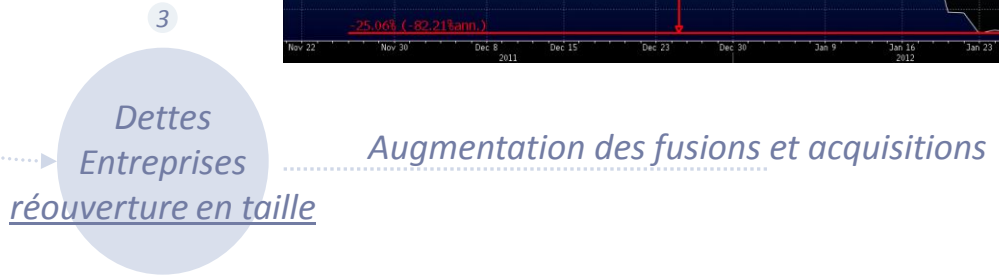 3
-25.06% (-82.21%ann.)
Nov 22 Nov 30 Dec 8 Dec 15 Dec 23 Dec 30 Jan 9 Jan 16 Jan 23
2011 2012
Dettes
Entreprises
réouverture en taille
Augmentation des fusions et acquisitions